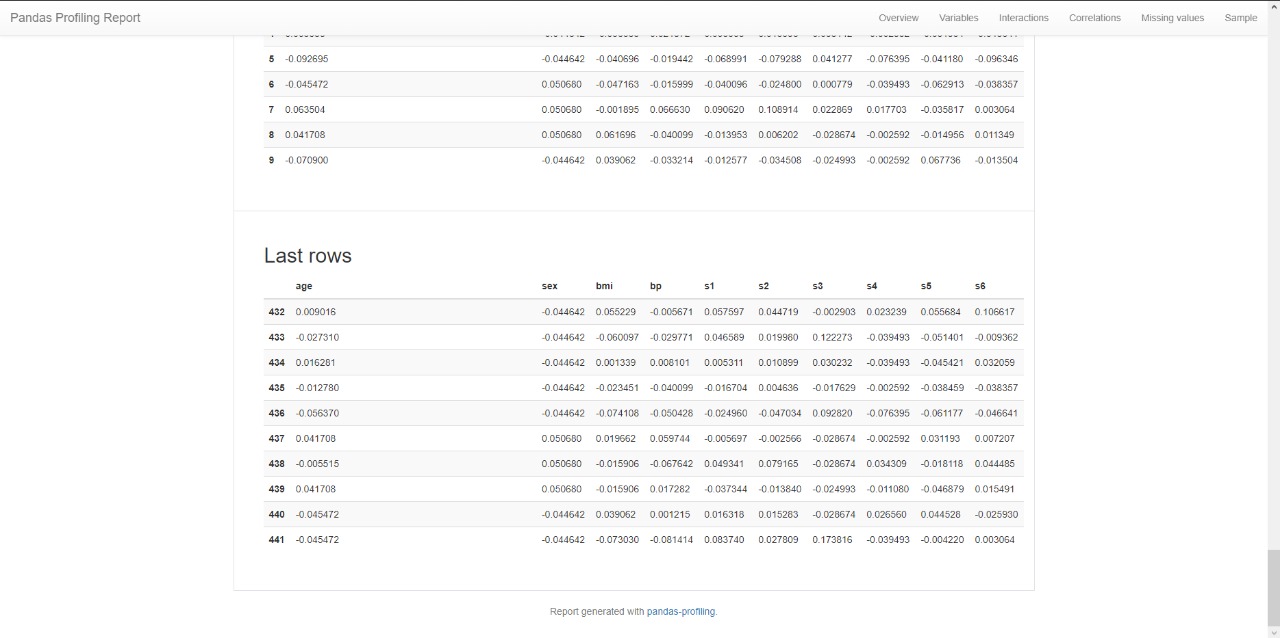 Pandas Profiling Report Overview Variables Interactions Correlations Missing values Sample
5 -0.092695 -0.044642 -0.040696 -0.019442 -0.068991 -0.079288 0.041277 -0.076395 -0.041180 -0.096346
6 -0.045472 0.050680 -0.047163 -0.015999 -0.040096 -0.024800 0.000779 -0.039493 -0.062913 -0.038357
7 0.063504 0.050680 -0.001895 0.066630 0.090620 0.108914 0.022869 0.017703 -0.035817 0.003064
8 0.041708 0.050680 0.061696 -0.040099 -0.013953 0.006202 -0.028674 -0.002592 -0.014956 0.011349
9 -0.070900 -0.044642 0.039062 -0.033214 -0.012577 -0.034508 -0.024993 -0.002592 0.067736 -0.013504
Last rows
age sex bmi bp s1 s2 s3 s4 s5 s6
432 0.009016 -0.044642 0.055229 -0.005671 0.057597 0.044719 -0.002903 0.023239 0.055684 0.106617
433 -0.027310 -0.044642 -0.060097 -0.029771 0.046589 0.019980 0.122273 -0.039493 -0.051401 -0.009362
434 0.016281 -0.044642 0.001339 0.008101 0.005311 0.010899 0.030232 -0.039493 -0.045421 0.032059
435 -0.012780 -0.044642 -0.023451 -0.040099 -0.016704 0.004636 -0.017629 -0.002592 -0.038459 -0.038357
436 -0.056370 -0.044642 -0.074108 -0.050428 -0.024960 -0.047034 0.092820 -0.076395 -0.061177 -0.046641
437 0.041708 0.050680 0.019662 0.059744 -0.005697 -0.002566 -0.028674 -0.002592 0.031193 0.007207
438 -0.005515 0.050680 -0.015906 -0.067642 0.049341 0.079165 -0.028674 0.034309 -0.018118 0.044485
439 0.041708 0.050680 -0.015906 0.017282 -0.037344 -0.013840 -0.024993 -0.011080 -0.046879 0.015491
440 -0.045472 -0.044642 0.039062 0.001215 0.016318 0.015283 -0.028674 0.026560 0.044528 -0.025930
441 -0.045472 -0.044642 -0.073030 -0.081414 0.083740 0.027809 0.173816 -0.039493 -0.004220 0.003064
Report generated with pandas-profiling.